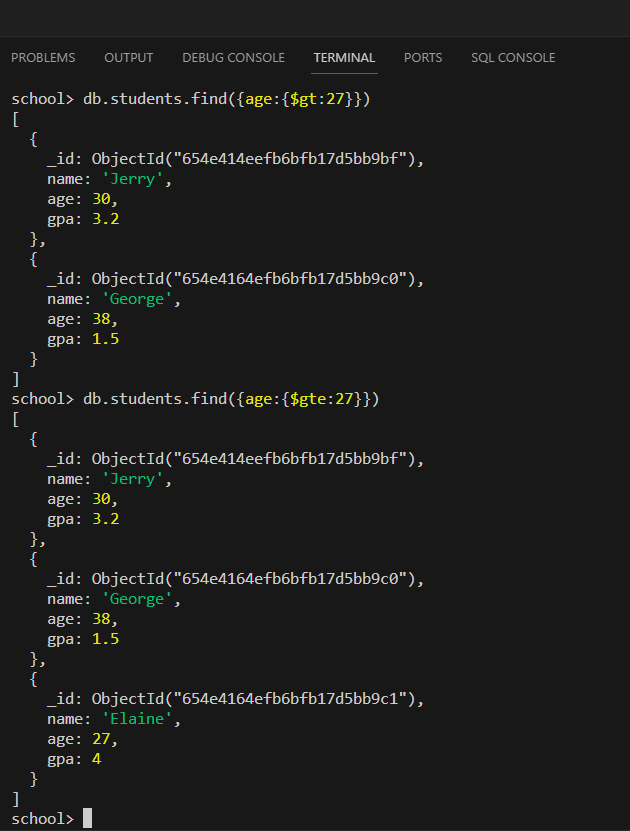 PROBLEMS OUTPUT DEBUG CONSOLE TERMINAL PORTS SQL CONSOLE
school> db.students.find({age:{$gt:27}})
[
  {
    _id: ObjectId("654e414eefb6bfb17d5bb9bf"),
    name: 'Jerry',
    age: 30,
    gpa: 3.2
  },
  {
    _id: ObjectId("654e4164efb6bfb17d5bb9c0"),
    name: 'George',
    age: 38,
    gpa: 1.5
  }
]
school> db.students.find({age:{$gte:27}})
[
  {
    _id: ObjectId("654e414eefb6bfb17d5bb9bf"),
    name: 'Jerry',
    age: 30,
    gpa: 3.2
  },
  {
    _id: ObjectId("654e4164efb6bfb17d5bb9c0"),
    name: 'George',
    age: 38,
    gpa: 1.5
  },
  {
    _id: ObjectId("654e4164efb6bfb17d5bb9c1"),
    name: 'Elaine',
    age: 27,
    gpa: 4
  }
]
school>